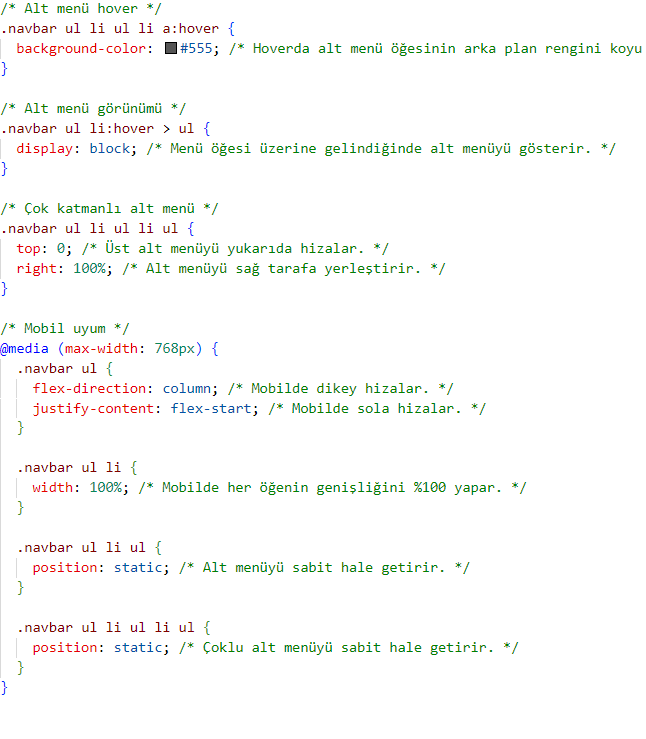 /* Alt menü hover */
.navbar ul li ul li a:hover {
background-color: #555; /* Hoverda alt menü öğesinin arka plan rengini koyu
}
/* Alt menü görünümü */
.navbar ul li:hover > ul {
display: block; /* Menü öğesi üzerine gelindiğinde alt menüyü gösterir. */
}
/* Çok katmanlı alt menü */
.navbar ul li ul li ul {
top: 0; /* Üst alt menüyü yukarıda hizalar. */
right: 100%; /* Alt menüyü sağ tarafa yerleştirir. */
}
/* Mobil uyum */
@media (max-width: 768px) {
.navbar ul {
flex-direction: column; /* Mobilde dikey hizalar. */
justify-content: flex-start; /* Mobilde sola hizalar. */
}
.navbar ul li {
width: 100%; /* Mobilde her öğenin genişliğini %100 yapar. */
}
.navbar ul li ul {
position: static; /* Alt menüyü sabit hale getirir. */
}
.navbar ul li ul li ul {
position: static; /* Çoklu alt menüyü sabit hale getirir. */
}
}